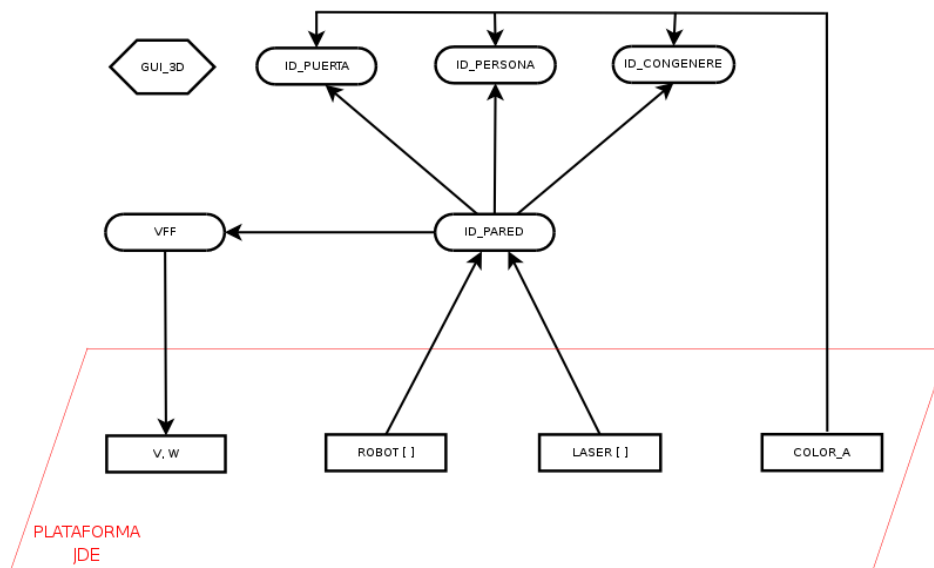 GUI_3D
ID_PUERTA
ID_PERSONA
ID_CONGENERE
VFF
ID_PARED
V, W
ROBOT [ ]
LASER [ ]
COLOR_A
PLATAFORMA
JDE